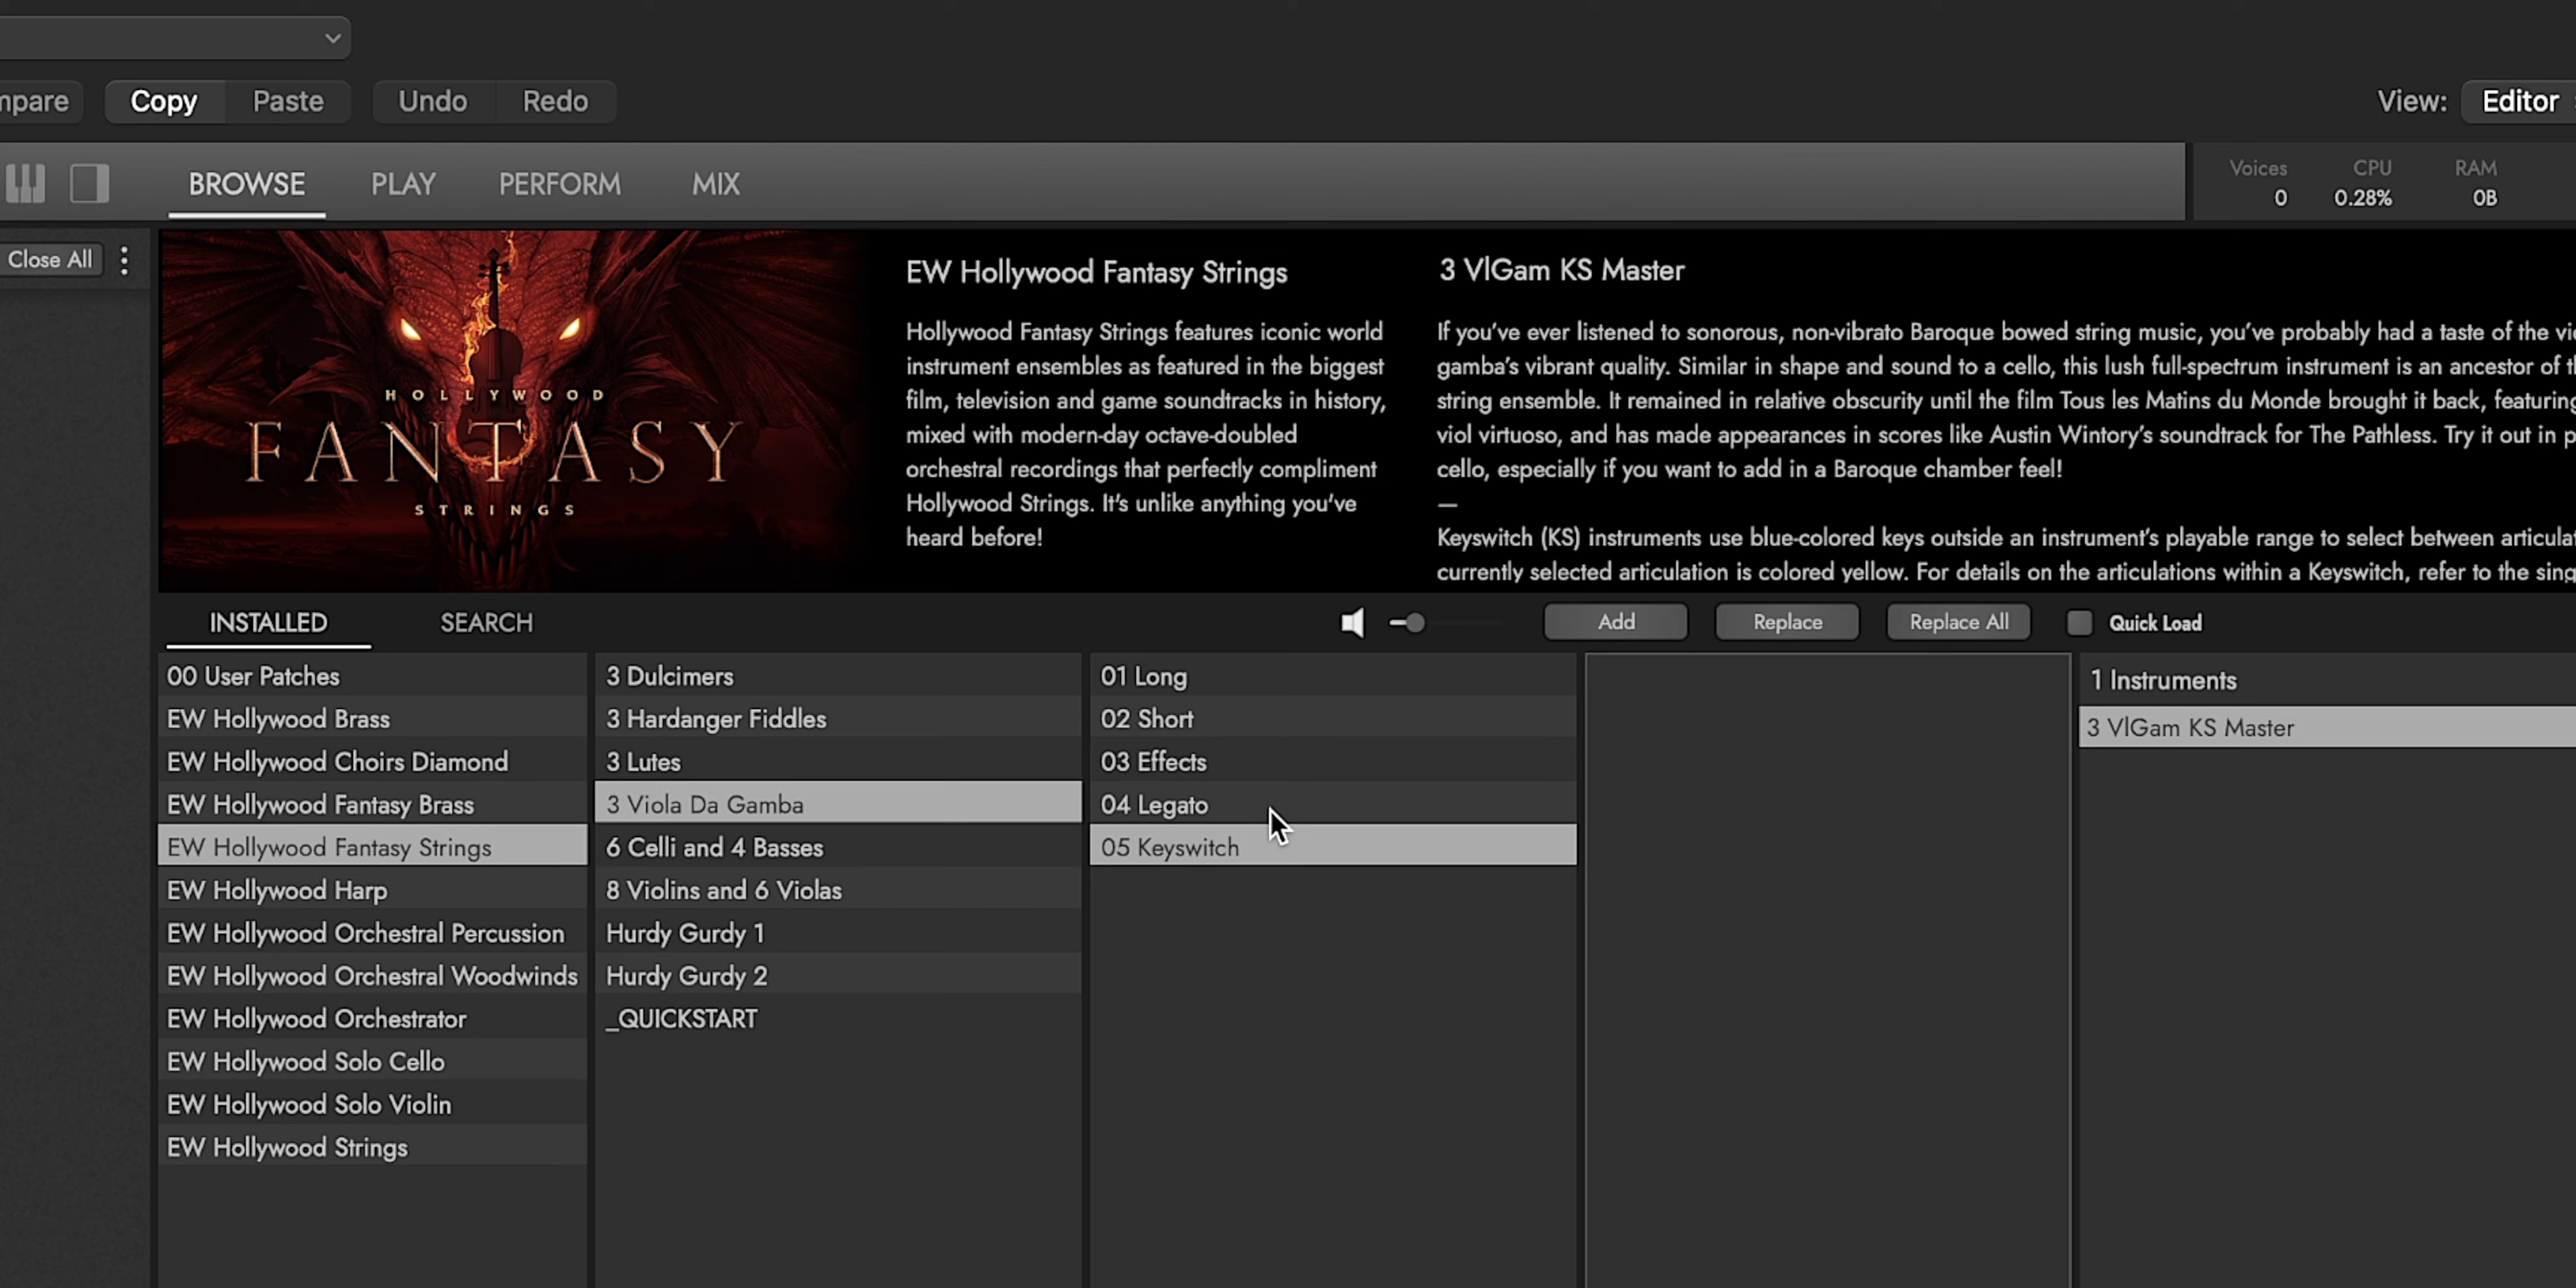 Copy
Paste
Undo
Redo
View:
Editor
BROWSE
PLAY
PERFORM
MIX
Voices
CPU
RAM
0
0.28%
0B
Close All
HOLLYWOOD
FANTASY
STRINGS
EW Hollywood Fantasy Strings
Hollywood Fantasy Strings features iconic world
instrument ensembles as featured in the biggest
film, television and game soundtracks in history,
mixed with modern-day octave-doubled
orchestral recordings that perfectly compliment
Hollywood Strings. It's unlike anything you've
heard before!
3 VlGam KS Master
If you've ever listened to sonorous, non-vibrato Baroque bowed string music, you've probably had a taste of the
gamba's vibrant quality. Similar in shape and sound to a cello, this lush full-spectrum instrument is an ancestor of
string ensemble. It remained in relative obscurity until the film Tous les Matins du Monde brought it back, featuring
viol virtuoso, and has made appearances in scores like Austin Wintory's soundtrack for The Pathless. Try it out in
cello, especially if you want to add in a Baroque chamber feel!
—
Keyswitch (KS) instruments use blue-colored keys outside an instrument's playable range to select between
currently selected articulation is colored yellow. For details on the articulations within a Keyswitch, refer to the
INSTALLED
SEARCH
Add
Replace
Replace All
Quick Load
00 User Patches
EW Hollywood Brass
EW Hollywood Choirs Diamond
EW Hollywood Fantasy Brass
EW Hollywood Fantasy Strings
EW Hollywood Harp
EW Hollywood Orchestral Percussion
EW Hollywood Orchestral Woodwinds
EW Hollywood Orchestrator
EW Hollywood Solo Cello
EW Hollywood Solo Violin
EW Hollywood Strings
3 Dulcimers
3 Hardanger Fiddles
3 Lutes
3 Viola Da Gamba
6 Celli and 4 Basses
8 Violins and 6 Violas
Hurdy Gurdy 1
Hurdy Gurdy 2
_QUICKSTART
01 Long
02 Short
03 Effects
04 Legato
05 Keyswitch
1 Instruments
3 VlGam KS Master